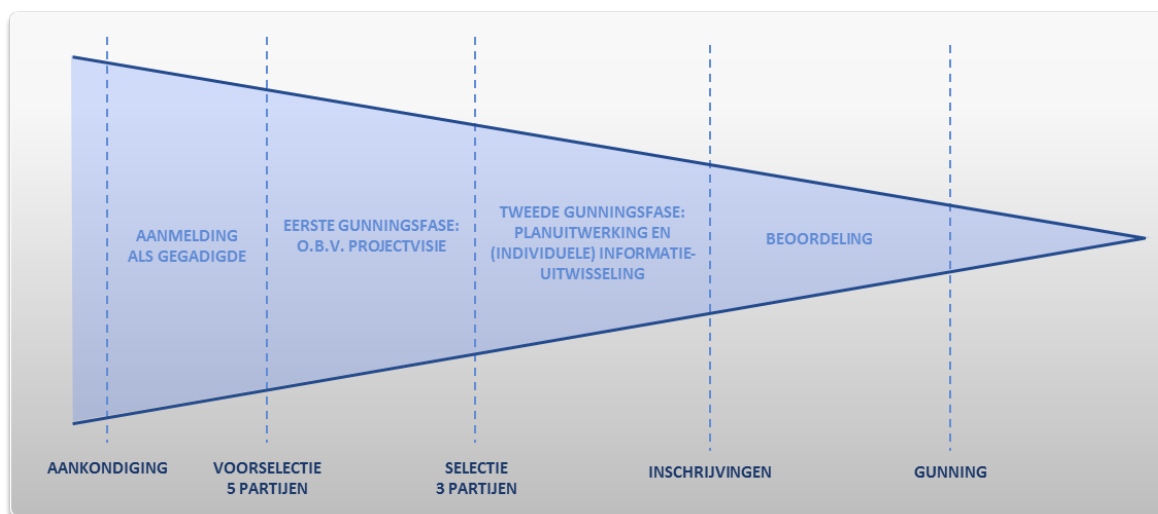 AANMELDING
ALS GEGADIGDE
EERSTE GUNNINGSFASE:
O.B.V. PROJECTVISIE
TWEEDE GUNNINGSFASE:
PLANUITWERKING EN
(INDIVIDUELE) INFORMATIE-
UITWISSELING
BEOORDELING
AANKONDIGING
VOORSELECTIE
5 PARTIJEN
SELECTIE
3 PARTIJEN
INSCHRIJVINGEN
GUNNING